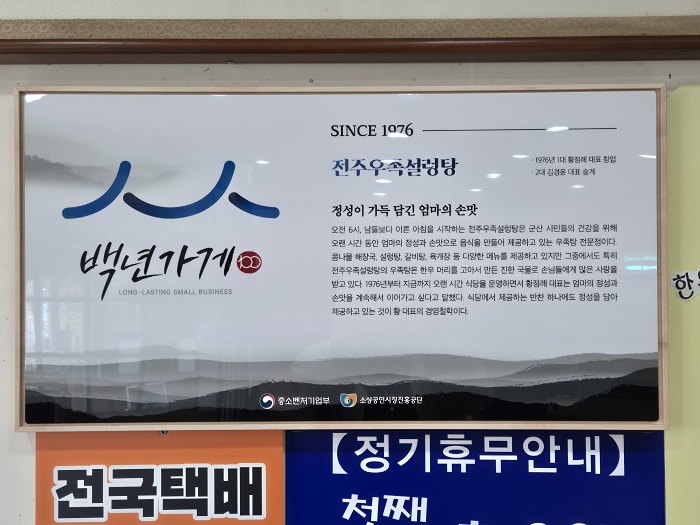 SINCE 1976
전주우족설렁탕
· 1976년 1대 황점례 대표 창업
· 2대 김경윤 대표 승계
정성이 가득 담긴 엄마의 손맛
오전 6시, 남들보다 이른 아침을 시작하는 전주우족설렁탕은 군산 시민들의 건강을 위해
오랜 시간 동안 엄마의 정성과 손맛으로 음식을 만들어 제공하고 있는 우족탕 전문점이다.
콩나물 해장국, 설렁탕, 갈비탕, 육개장 등 다양한 메뉴를 제공하고 있지만 그중에서도 특히
전주우족설렁탕의 우족탕은 한우 머리를 고아서 만든 진한 국물로 손님들에게 많은 사랑을
받고 있다. 1976년부터 지금까지 오랜 시간 식당을 운영하면서 황점례 대표는 엄마의 정성과
손맛을 계속해서 이어가고 싶다고 말했다. 식당에서 제공하는 반찬 하나에도 정성을 담아
제공하고 있는 것이 황 대표의 경영철학이다.
백년가게 100
LONG-LASTING SMALL BUSINESS
중소벤처기업부
소상공인시장진흥공단
전국택배
【정기휴무안내】
첫째